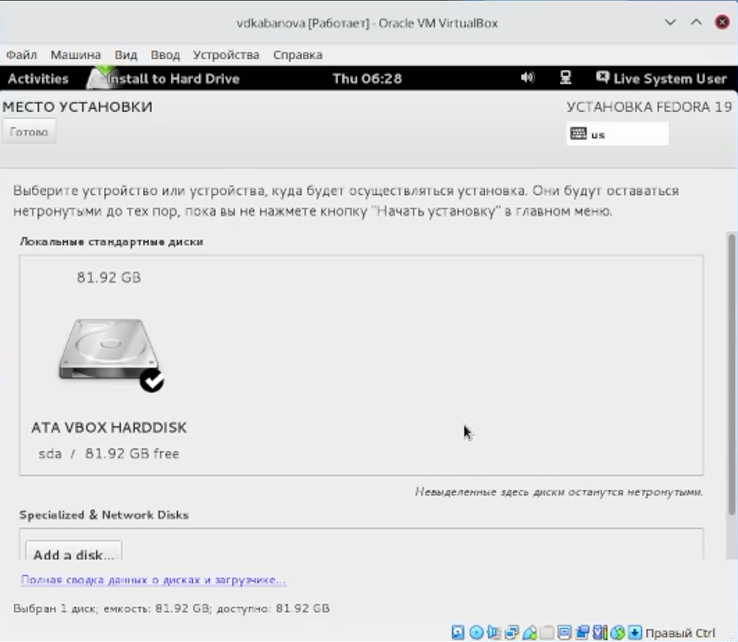 vdkabanova [Работает] - Oracle VM VirtualBox
Файл Машина Вид Ввод Устройства Справка
Activities Install to Hard Drive Thu 06:28 Live System User
МЕСТО УСТАНОВКИ УСТАНОВКА FEDORA 19
Готово us
Выберите устройство или устройства, куда будет осуществляться установка. Они будут оставаться
нетронутыми до тех пор, пока вы не нажмете кнопку "Начать установку" в главном меню.
Локальные стандартные диски
81.92 GB
ATA VBOX HARDDISK
sda / 81.92 GB free
Невыделенные здесь диски останутся нетронутыми.
Specialized & Network Disks
Add a disk...
Полная сводка данных о дисках и загрузчике...
Выбран 1 диск; емкость: 81.92 GB; доступно: 81.92 GB
Правый Ctrl